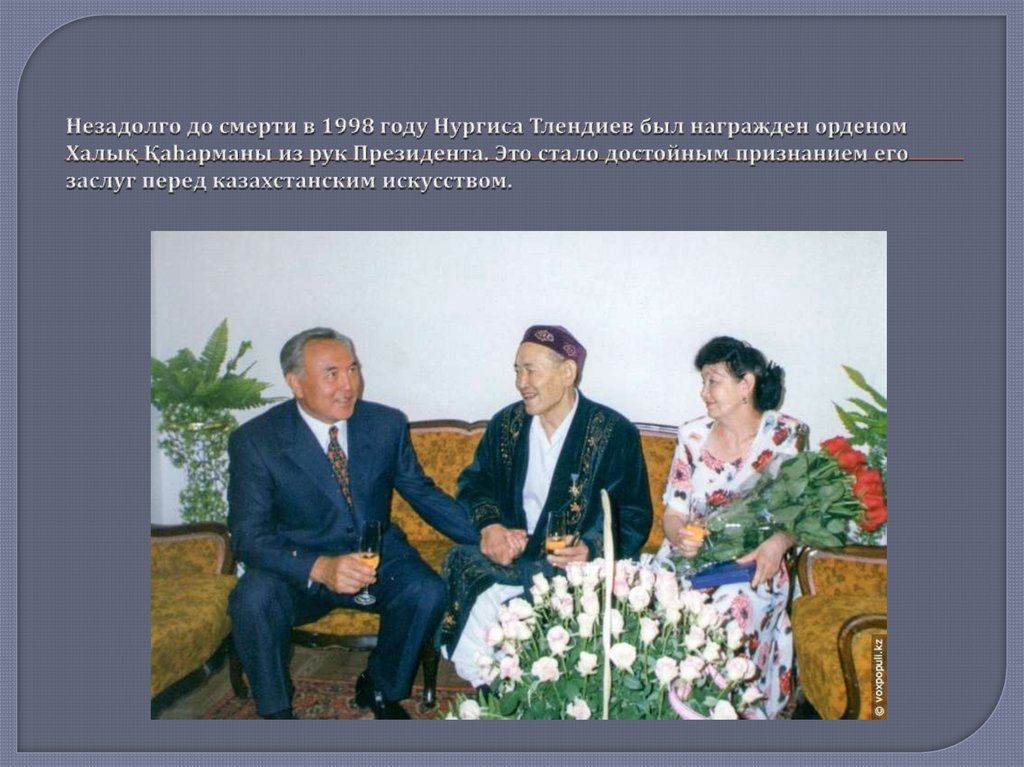 Незадолго до смерти в 1998 году Нургиса Тлендиев был награжден орденом
Халық Қаһарманы из рук Президента. Это стало достойным признанием его
заслуг перед казахстанским искусством.
© voxpopuli.kz